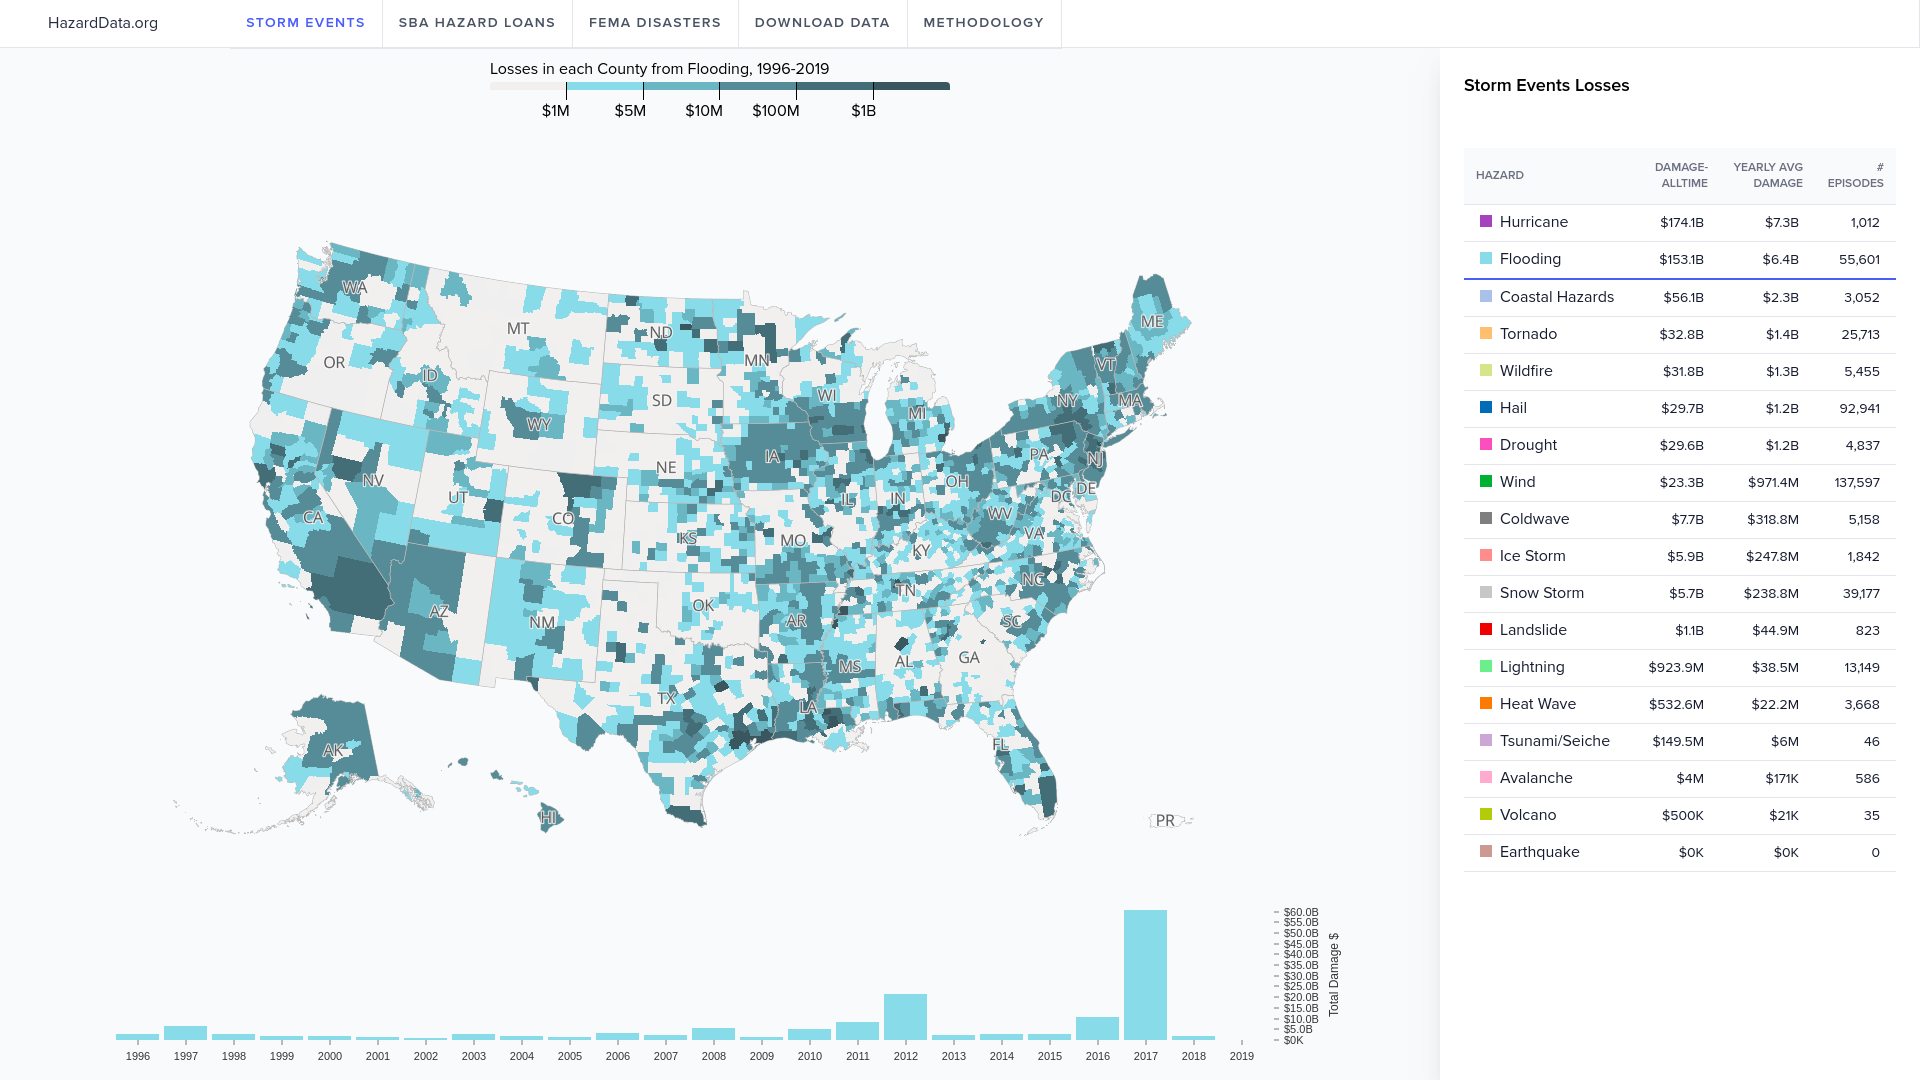 HazardData.org
STORM EVENTS
SBA HAZARD LOANS
FEMA DISASTERS
DOWNLOAD DATA
METHODOLOGY
Losses in each County from Flooding, 1996-2019
$1M $5M $10M $100M $1B
WA
MT
ND
MN
ME
OR
ID
SD
WI
VT
WY
MI
NY
MA
NV
NE
IA
PA
NJ
UT
IL
IN
OH
DE
DC
CA
CO
KS
MO
WV
VA
KY
AZ
NM
OK
TN
NC
AR
SC
TX
MS
AL
GA
LA
AK
FL
HI
PR
$60.0B
$55.0B
$50.0B
$45.0B
$40.0B
$35.0B
$30.0B
$25.0B
$20.0B
$15.0B
$10.0B
$5.0B
$0K
Total Damage $
1996 1997 1998 1999 2000 2001 2002 2003 2004 2005 2006 2007 2008 2009 2010 2011 2012 2013 2014 2015 2016 2017 2018 2019
Storm Events Losses
HAZARD DAMAGE-ALLTIME YEARLY AVG DAMAGE # EPISODES
Hurricane $174.1B $7.3B 1,012
Flooding $153.1B $6.4B 55,601
Coastal Hazards $56.1B $2.3B 3,052
Tornado $32.8B $1.4B 25,713
Wildfire $31.8B $1.3B 5,455
Hail $29.7B $1.2B 92,941
Drought $29.6B $1.2B 4,837
Wind $23.3B $971.4M 137,597
Coldwave $7.7B $318.8M 5,158
Ice Storm $5.9B $247.8M 1,842
Snow Storm $5.7B $238.8M 39,177
Landslide $1.1B $44.9M 823
Lightning $923.9M $38.5M 13,149
Heat Wave $532.6M $22.2M 3,668
Tsunami/Seiche $149.5M $6M 46
Avalanche $4M $171K 586
Volcano $500K $21K 35
Earthquake $0K $0K 0